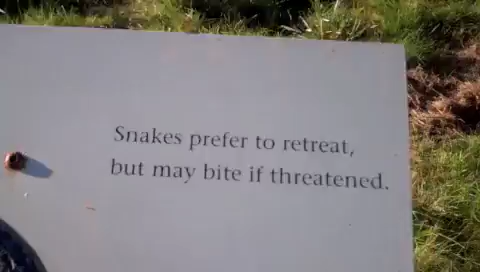 Snakes prefer to retreat,
but may bite if threatened.